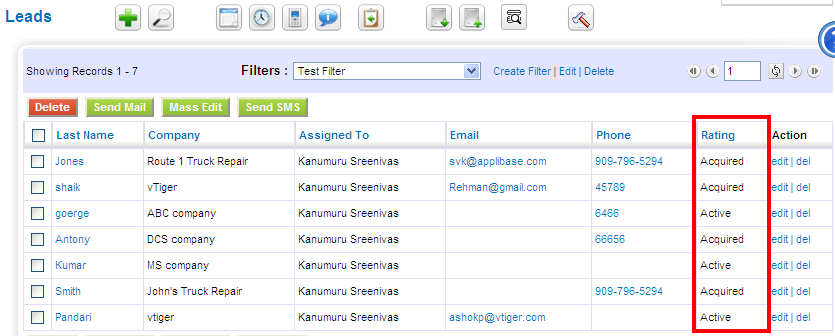 Leads
Showing Records 1 - 7 Filters : Test Filter Create Filter | Edit | Delete 1
Delete Send Mail Mass Edit Send SMS
Last Name Company Assigned To Email Phone Rating Action
Jones Route 1 Truck Repair Kanumuru Sreenivas svk@applibase.com 909-796-5294 Acquired edit | del
shaik vTiger Kanumuru Sreenivas Rehman@gmail.com 45789 Acquired edit | del
goerge ABC company Kanumuru Sreenivas 6466 Active edit | del
Antony DCS company Kanumuru Sreenivas 66656 Acquired edit | del
Kumar MS company Kanumuru Sreenivas Active edit | del
Smith John's Truck Repair Kanumuru Sreenivas 909-796-5294 Acquired edit | del
Pandari vtiger Kanumuru Sreenivas ashokp@vtiger.com Active edit | del